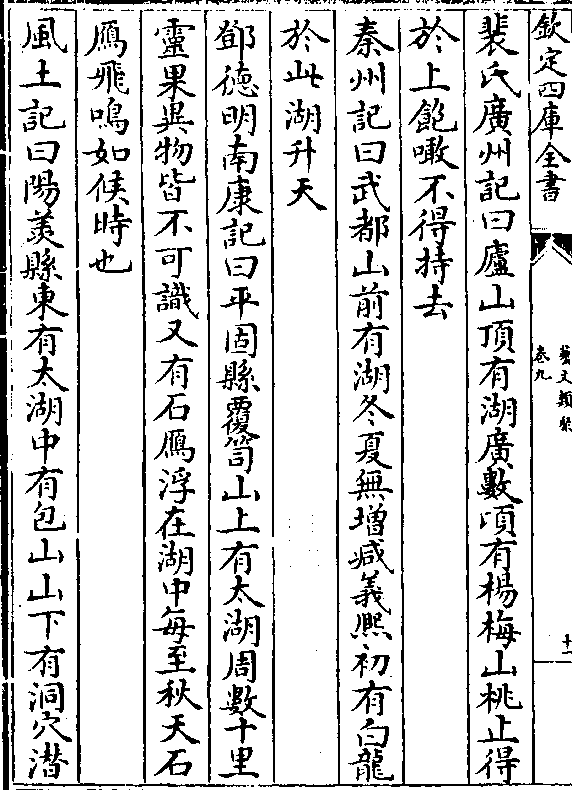 欽定四庫全書
藝文類聚
卷九
十一
裴氏廣州記曰廬山頂有湖廣數頃有楊梅山桃止得
於上飽噉不得持去
秦州記曰武都山前有湖冬夏無增減義熙初有白龍
於此湖升天
鄧德明南康記曰平固縣覆笥山上有太湖周數十里
靈果異物皆不可識又有石鴈浮在湖中每至秋天石
鴈飛鳴如候時也
風土記曰陽羨縣東有太湖中有包山山下有洞穴潛